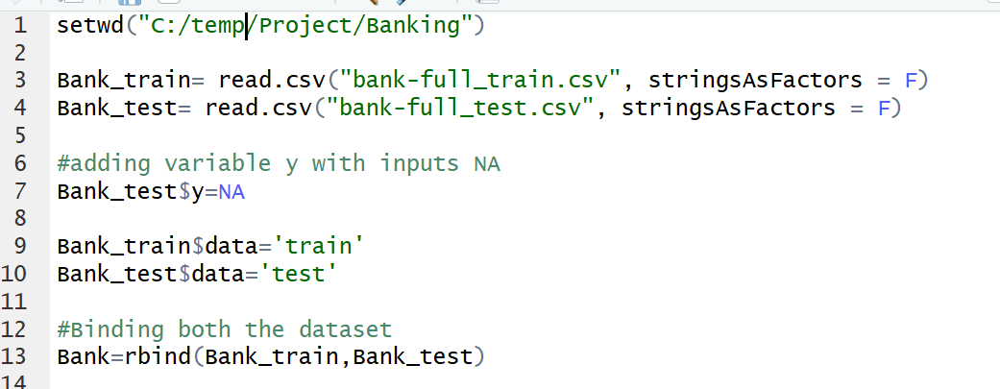 1 setwd("C:/temp/Project/Banking")
2
3 Bank_train= read.csv("bank-full_train.csv", stringsAsFactors = F)
4 Bank_test= read.csv("bank-full_test.csv", stringsAsFactors = F)
5
6 #adding variable y with inputs NA
7 Bank_test$y=NA
8
9 Bank_train$data='train'
10 Bank_test$data='test'
11
12 #Binding both the dataset
13 Bank=rbind(Bank_train,Bank_test)
14